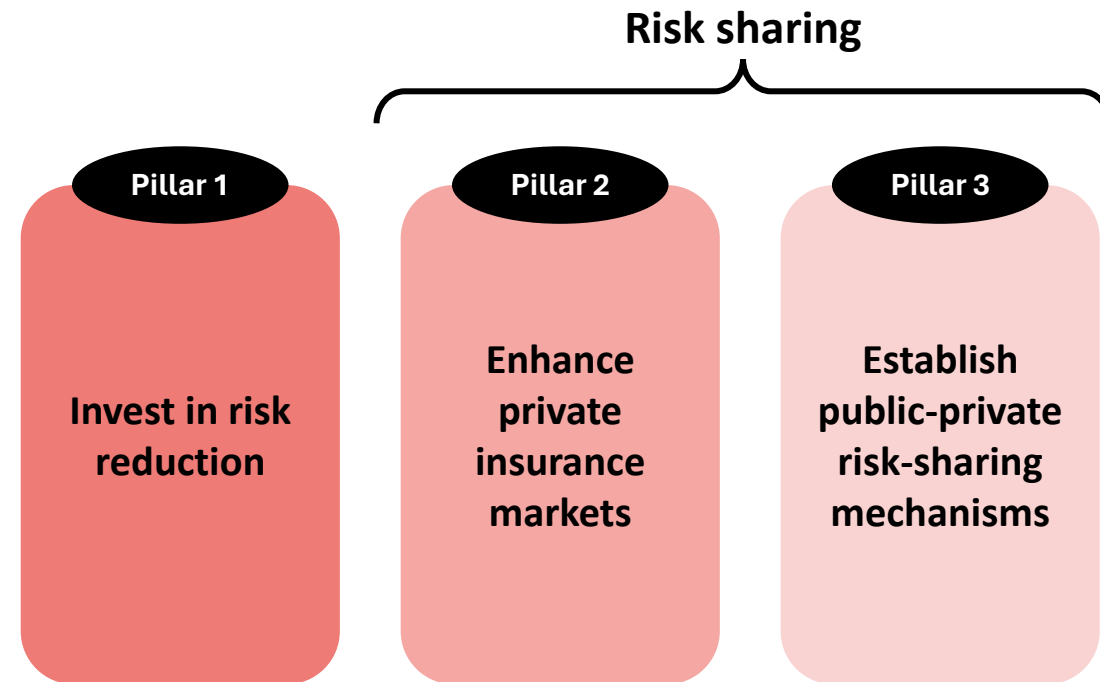 Risk sharing
Pillar 1
Invest in risk
reduction
Pillar 2
Enhance
private
insurance
markets
Pillar 3
Establish
public-private
risk-sharing
mechanisms